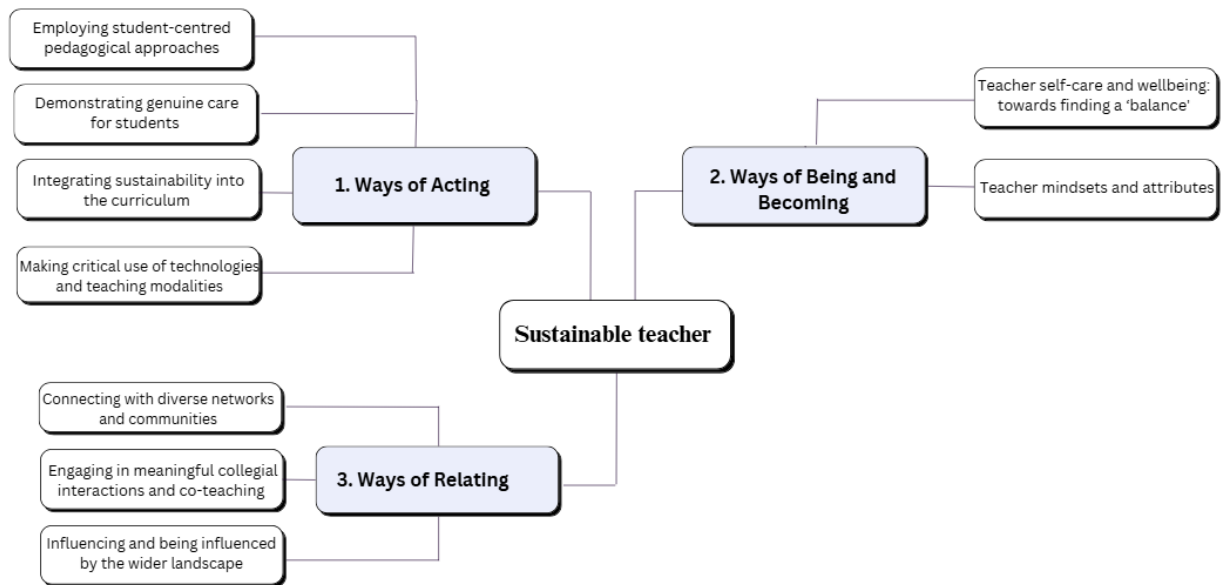 Employing student-centred
pedagogical approaches
Demonstrating genuine care
for students
Integrating sustainability into
the curriculum
Making critical use of technologies
and teaching modalities
1. Ways of Acting
Teacher self-care and wellbeing:
towards finding a ‘balance’
Teacher mindsets and attributes
2. Ways of Being and
Becoming
Sustainable teacher
Connecting with diverse networks
and communities
Engaging in meaningful collegial
interactions and co-teaching
Influencing and being influenced
by the wider landscape
3. Ways of Relating